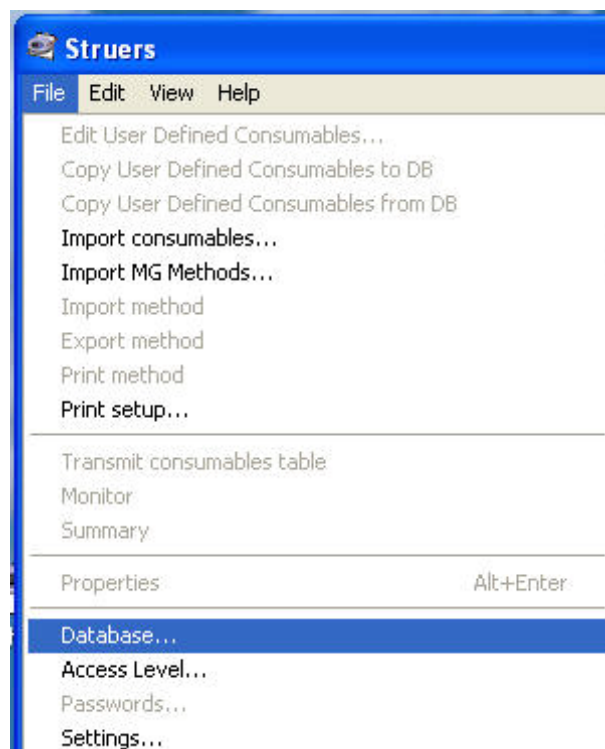 Struers
File Edit View Help
Edit User Defined Consumables...
Copy User Defined Consumables to DB
Copy User Defined Consumables from DB
Import consumables...
Import MG Methods...
Import method
Export method
Print method
Print setup...
Transmit consumables table
Monitor
Summary
Properties Alt+Enter
Database...
Access Level...
Passwords...
Settings...